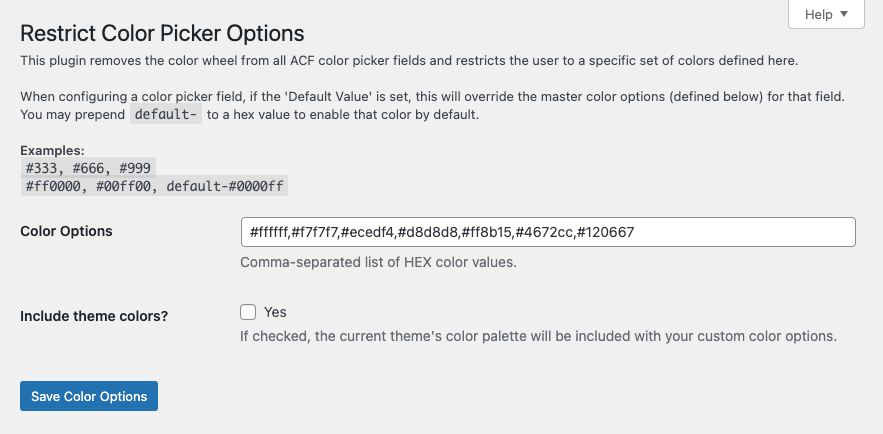 Help
Restrict Color Picker Options
This plugin removes the color wheel from all ACF color picker fields and restricts the user to a specific set of colors defined here.
When configuring a color picker field, if the 'Default Value' is set, this will override the master color options (defined below) for that field.
You may prepend default- to a hex value to enable that color by default.
Examples:
#333, #666, #999
#ff0000, #00ff00, default-#0000ff
Color Options
#ffffff,#f7f7f7,#ecedf4,#d8d8d8,#ff8b15,#4672cc,#120667
Comma-separated list of HEX color values.
Include theme colors?
Yes
If checked, the current theme's color palette will be included with your custom color options.
Save Color Options